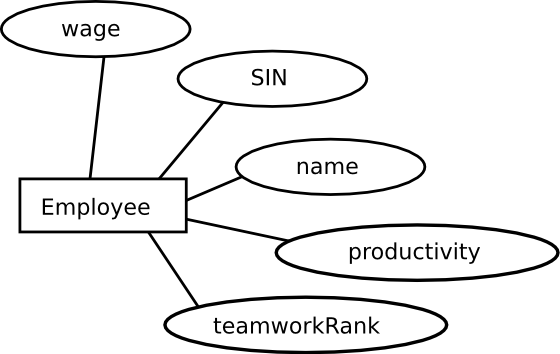 wage
SIN
name
Employee
productivity
teamworkRank